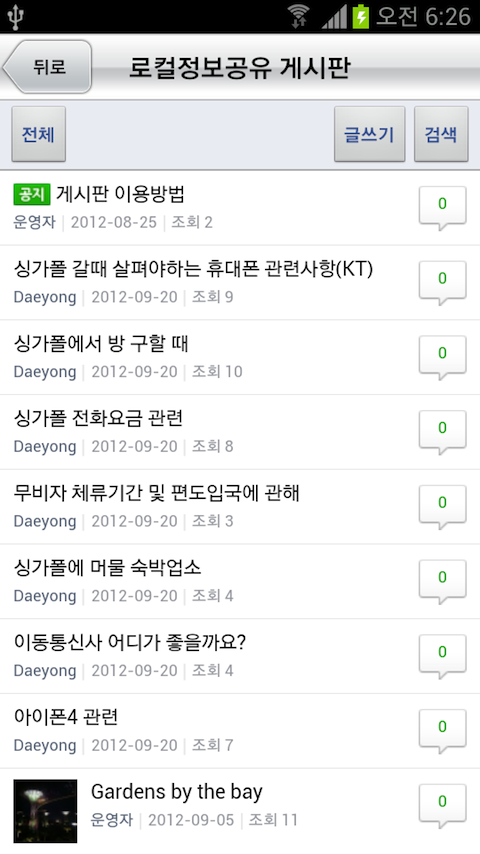 오전 6:26
뒤로
로컬정보공유 게시판
전체
글쓰기
검색
공지 게시판 이용방법
운영자 | 2012-08-25 | 조회 2
0
싱가폴 갈때 살펴야하는 휴대폰 관련사항(KT)
Daeyong | 2012-09-20 | 조회 9
0
싱가폴에서 방 구할 때
Daeyong | 2012-09-20 | 조회 10
0
싱가폴 전화요금 관련
Daeyong | 2012-09-20 | 조회 8
0
무비자 체류기간 및 편도입국에 관해
Daeyong | 2012-09-20 | 조회 3
0
싱가폴에 머물 숙박업소
Daeyong | 2012-09-20 | 조회 4
0
이동통신사 어디가 좋을까요?
Daeyong | 2012-09-20 | 조회 4
0
아이폰4 관련
Daeyong | 2012-09-20 | 조회 7
0
Gardens by the bay
운영자 | 2012-09-05 | 조회 11
0